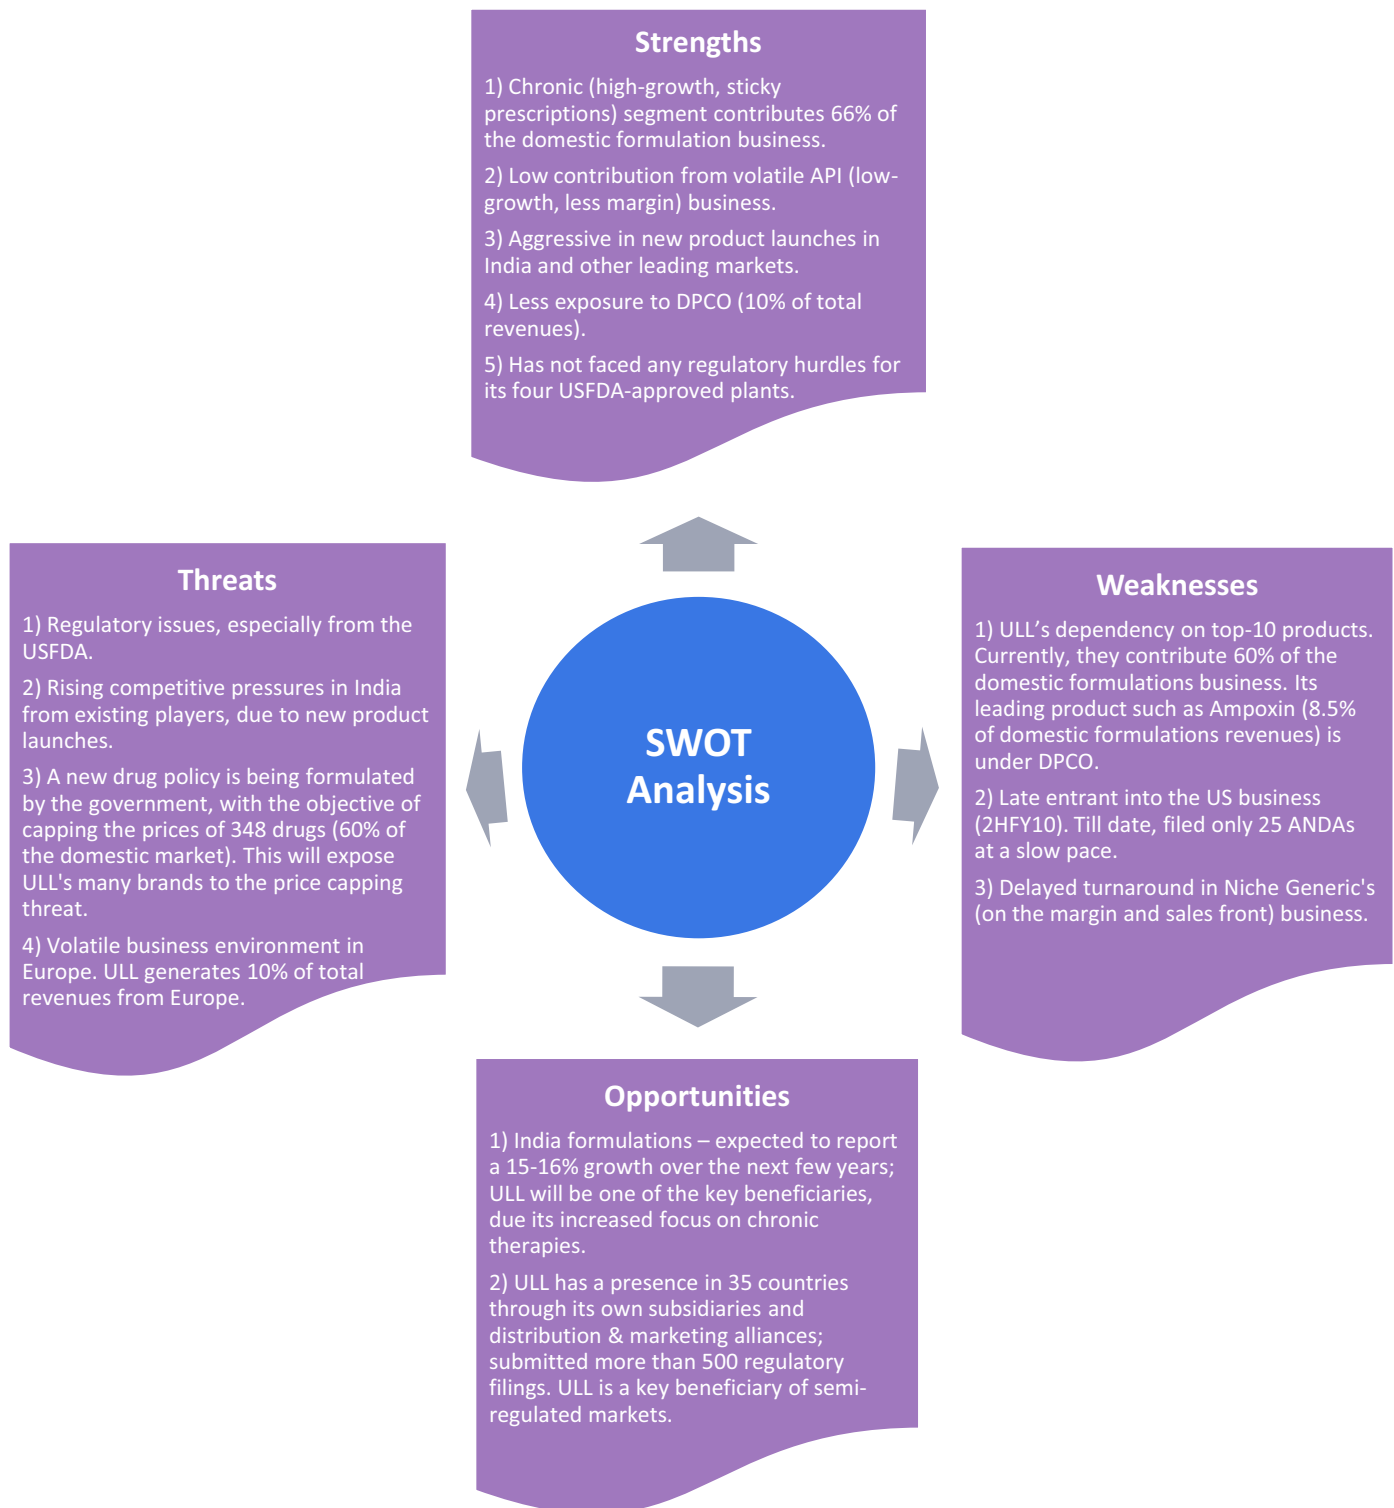 Strengths
1) Chronic (high-growth, sticky
prescriptions) segment contributes 66% of
the domestic formulation business.
2) Low contribution from volatile API (low-
growth, less margin) business.
3) Aggressive in new product launches in
India and other leading markets.
4) Less exposure to DPCO (10% of total
revenues).
5) Has not faced any regulatory hurdles for
its four USFDA-approved plants.
Threats
1) Regulatory issues, especially from the
USFDA.
2) Rising competitive pressures in India
from existing players, due to new product
launches.
3) A new drug policy is being formulated
by the government, with the objective of
capping the prices of 348 drugs (60% of
the domestic market). This will expose
ULL's many brands to the price capping
threat.
4) Volatile business environment in
Europe. ULL generates 10% of total
revenues from Europe.
SWOT
Analysis
Weaknesses
1) ULL’s dependency on top-10 products.
Currently, they contribute 60% of the
domestic formulations business. Its
leading product such as Ampoxin (8.5%
of domestic formulations revenues) is
under DPCO.
2) Late entrant into the US business
(2HFY10). Till date, filed only 25 ANDAs
at a slow pace.
3) Delayed turnaround in Niche Generic's
(on the margin and sales front) business.
Opportunities
1) India formulations – expected to report
a 15-16% growth over the next few years;
ULL will be one of the key beneficiaries,
due its increased focus on chronic
therapies.
2) ULL has a presence in 35 countries
through its own subsidiaries and
distribution & marketing alliances;
submitted more than 500 regulatory
filings. ULL is a key beneficiary of semi-
regulated markets.